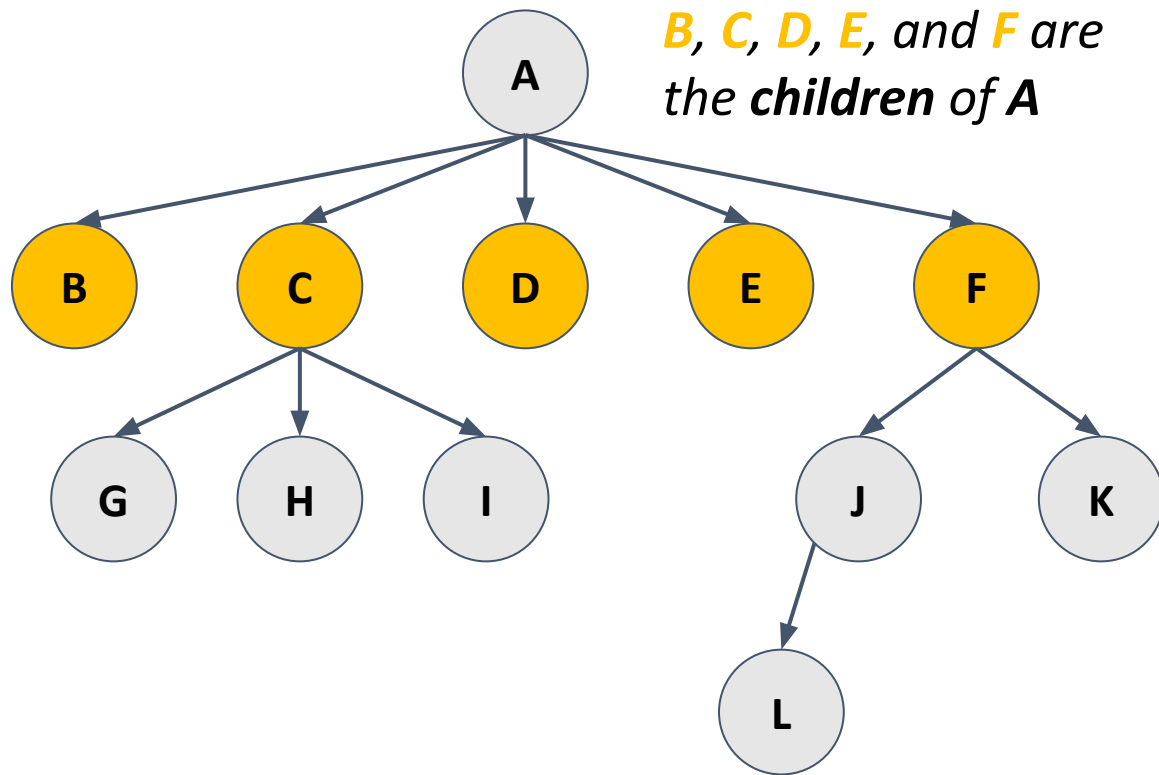 B, C, D, E, and F are
the children of A
A
B
C
D
E
F
G
H
I
J
K
L